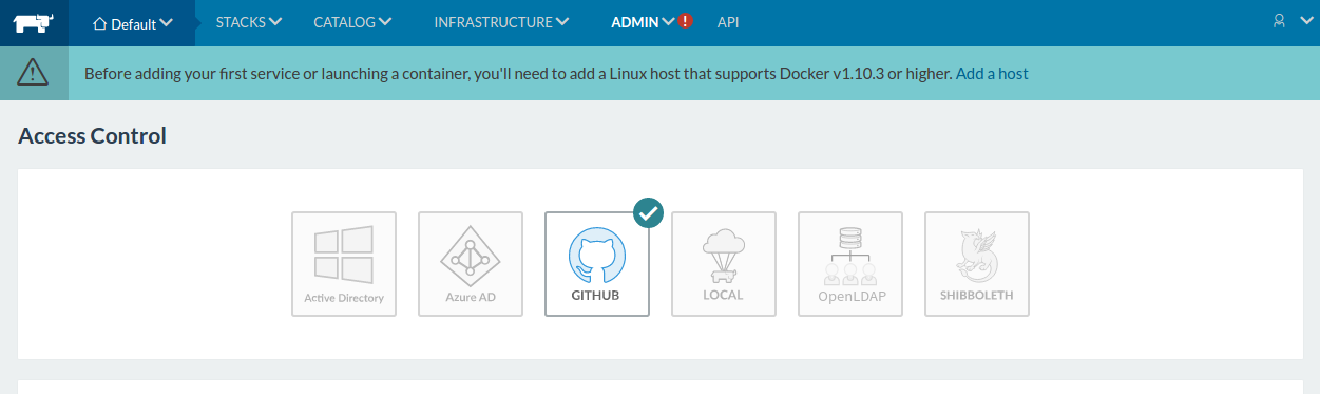 Default STACKS CATALOG INFRASTRUCTURE ADMIN ! API
Before adding your first service or launching a container, you'll need to add a Linux host that supports Docker v1.10.3 or higher. Add a host
Access Control
Active Directory Azure AD GITHUB LOCAL OpenLDAP SHIBBOLETH